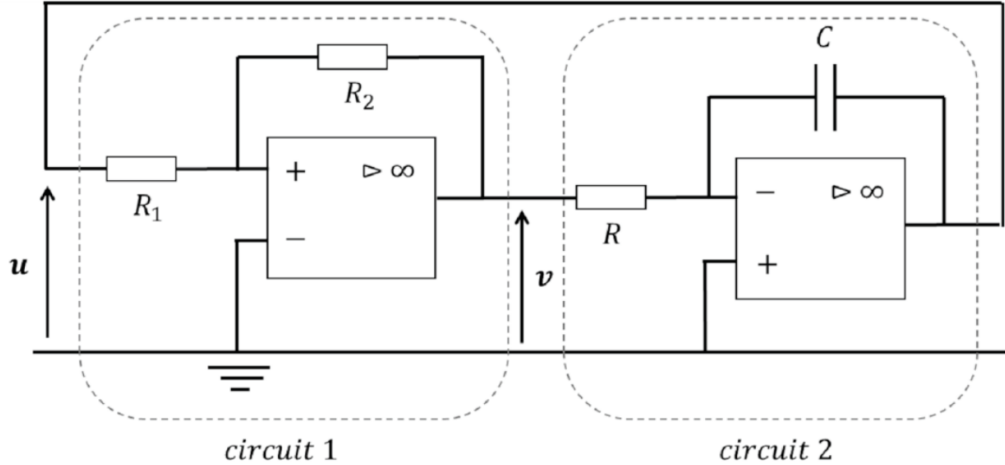 C
R₂
+ ⊳ ∞
R₁
− ⊳ ∞
−
R
+
u
v
circuit 1
circuit 2